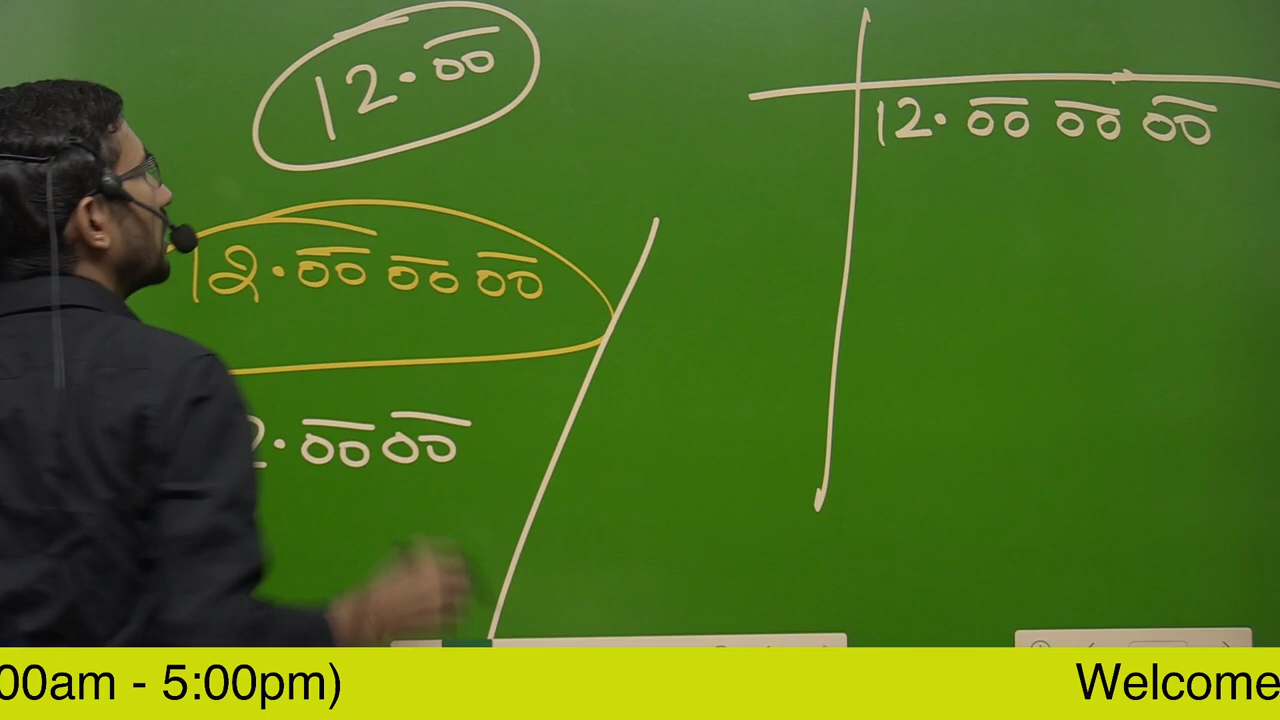 12.00
12.00 00 00
2.00 00
12.00 00 00
00am - 5:00pm)
Welcome